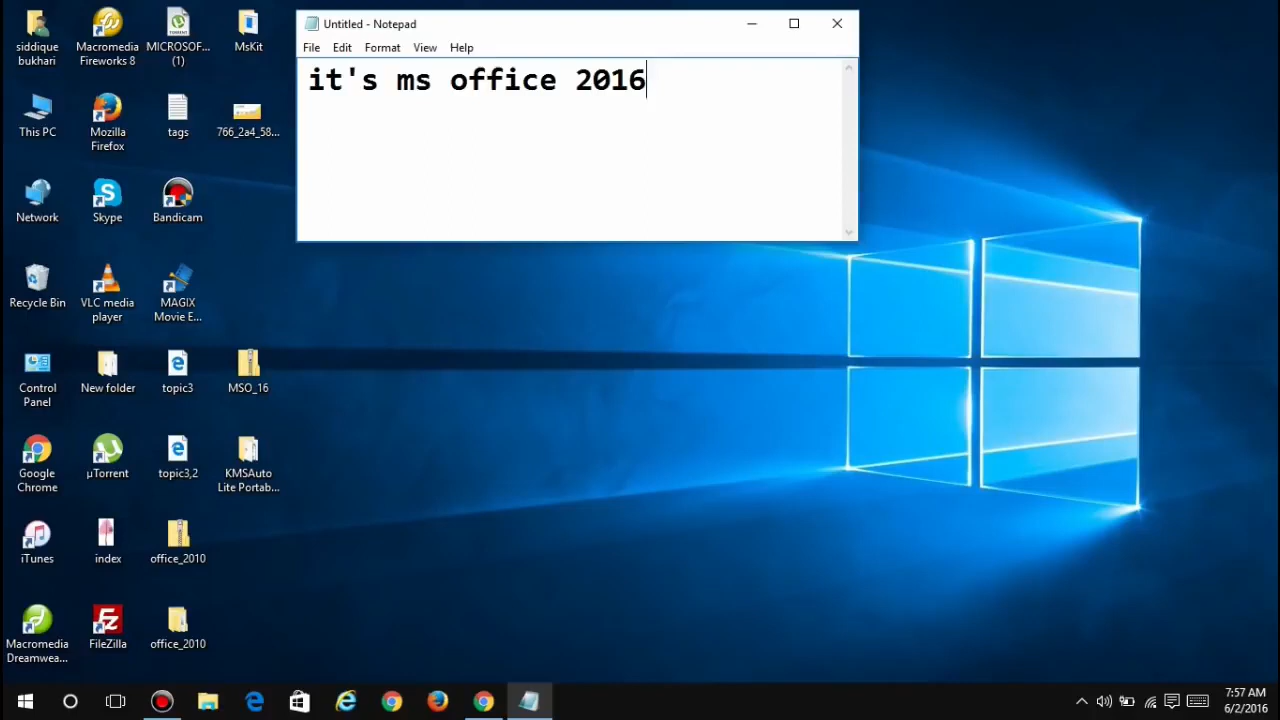 Untitled - Notepad
File Edit Format View Help
it's ms office 2016
siddique
bukhari
Macromedia
Fireworks 8
MICROSOF...
(1)
MsKit
This PC
Mozilla
Firefox
tags
766_2a4_58...
Network
Skype
Bandicam
Recycle Bin
VLC media
player
MAGIX
Movie E...
Control
Panel
New folder
topic3
MSO_16
Google
Chrome
µTorrent
topic3,2
KMSAuto
Lite Portab...
iTunes
index
office_2010
Macromedia
Dreamwea...
FileZilla
office_2010
7:57 AM
6/2/2016